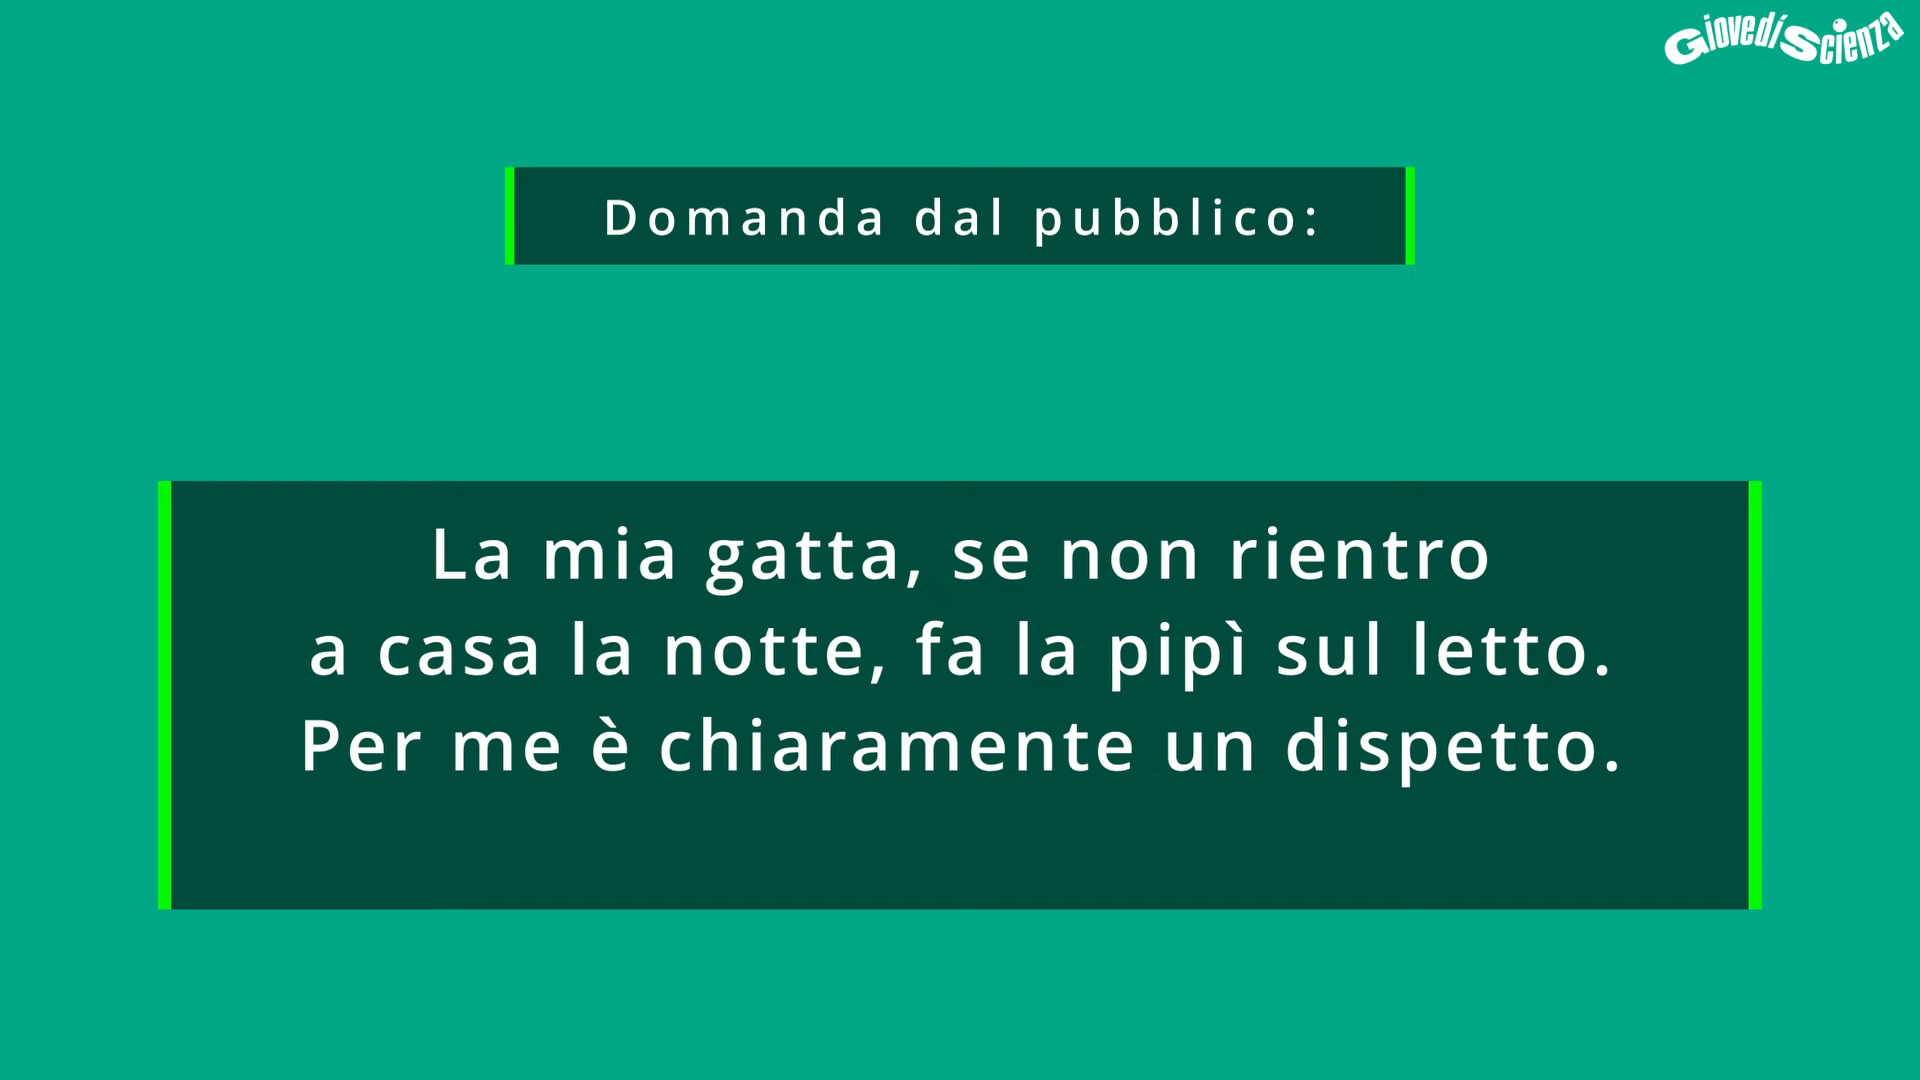 GiovedìScienza
Domanda dal pubblico:
La mia gatta, se non rientro
a casa la notte, fa la pipì sul letto.
Per me è chiaramente un dispetto.